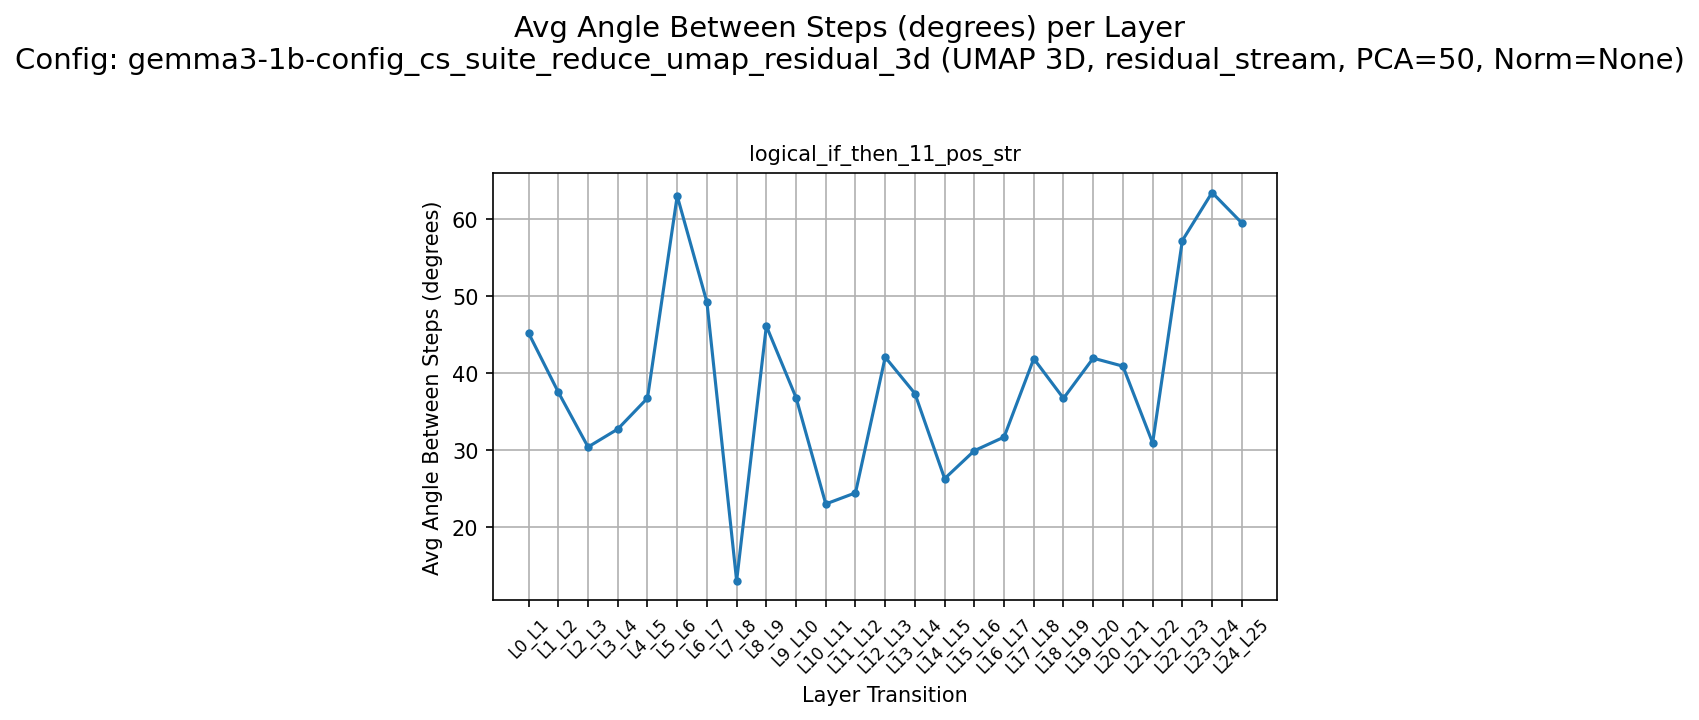 Avg Angle Between Steps (degrees) per Layer
Config: gemma3-1b-config_cs_suite_reduce_umap_residual_3d (UMAP 3D, residual_stream, PCA=50, Norm=None)
logical_if_then_11_pos_str
Avg Angle Between Steps (degrees)
60
50
40
30
20
L0_L1
L1_L2
L2_L3
L3_L4
L4_L5
L5_L6
L6_L7
L7_L8
L8_L9
L9_L10
L10_L11
L11_L12
L12_L13
L13_L14
L14_L15
L15_L16
L16_L17
L17_L18
L18_L19
L19_L20
L20_L21
L21_L22
L22_L23
L23_L24
L24_L25
Layer Transition